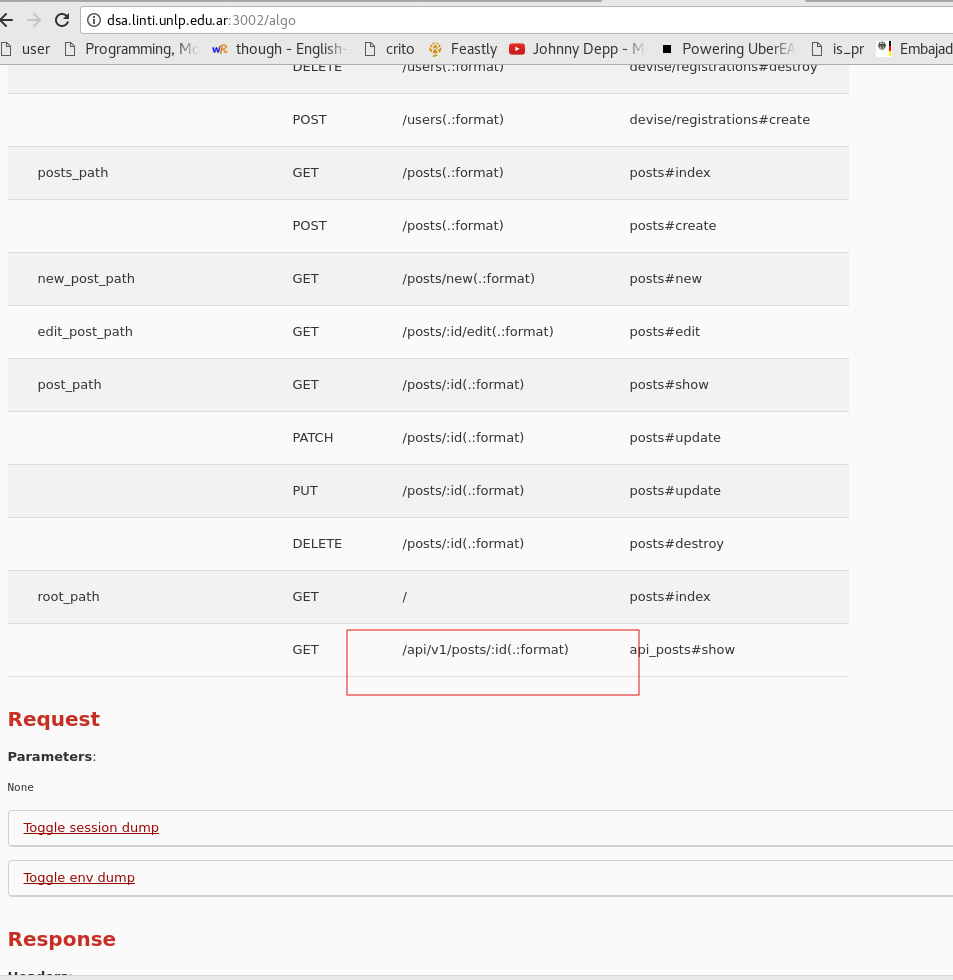 dsa.linti.unlp.edu.ar:3002/algo
user Programming, Mo wR though - English- crito Feastly Johnny Depp - M Powering UberEA is_pr Embajad
DELETE /users(.:format) devise/registrations#destroy
POST /users(.:format) devise/registrations#create
posts_path GET /posts(.:format) posts#index
POST /posts(.:format) posts#create
new_post_path GET /posts/new(.:format) posts#new
edit_post_path GET /posts/:id/edit(.:format) posts#edit
post_path GET /posts/:id(.:format) posts#show
PATCH /posts/:id(.:format) posts#update
PUT /posts/:id(.:format) posts#update
DELETE /posts/:id(.:format) posts#destroy
root_path GET / posts#index
GET /api/v1/posts/:id(.:format) api_posts#show
Request
Parameters:
None
Toggle session dump
Toggle env dump
Response
Headers: